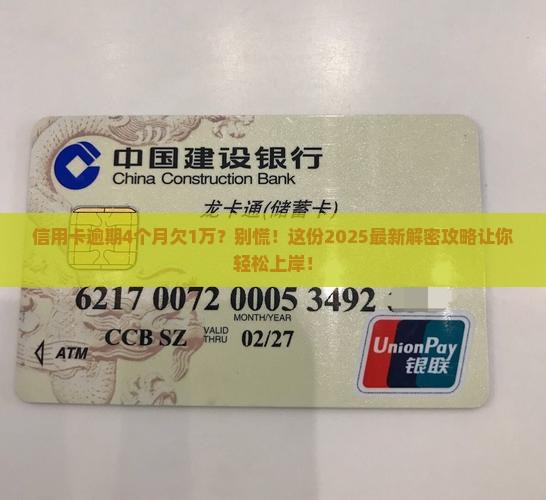 中国建设银行
China Construction Bank
龙卡通(储蓄卡)
信用卡逾期4个月欠1万？别慌！这份2025最新解密攻略让你
轻松上岸！
6217 0072 0005 3492
MONTH/YEAR
CCB SZ VALID THRU 02/27
ATM
UnionPay
银联